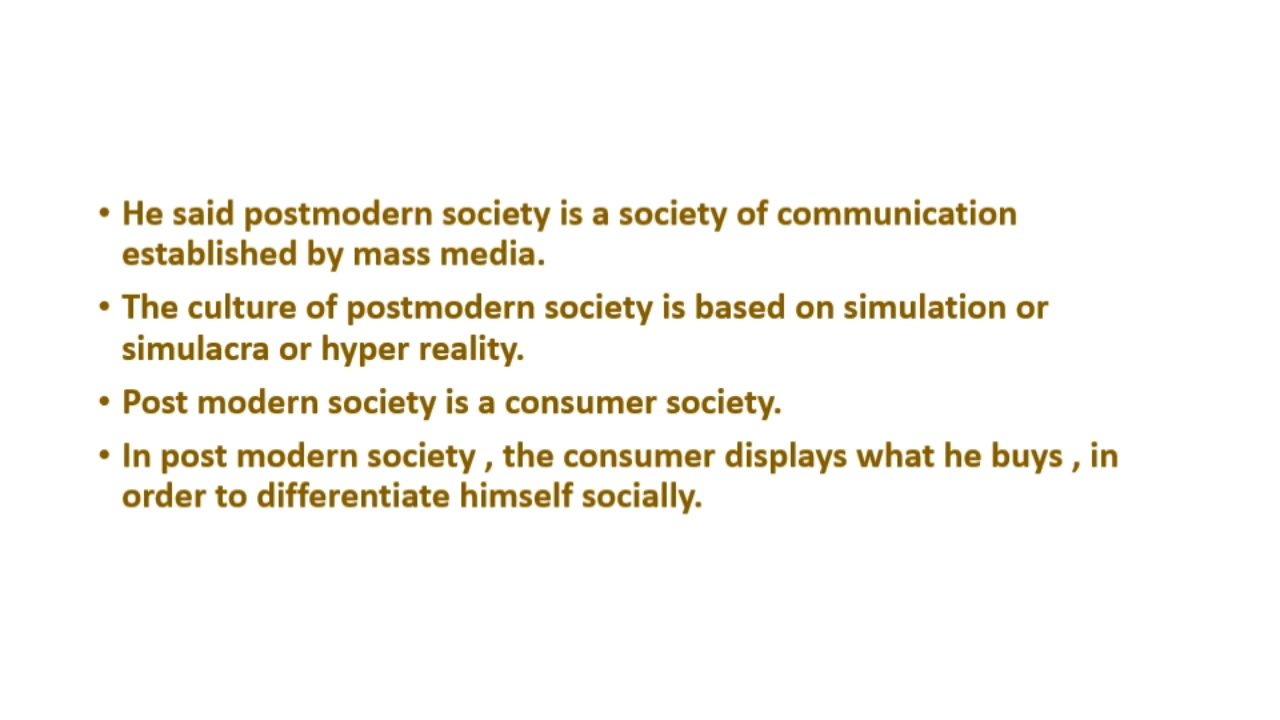 • He said postmodern society is a society of communication
established by mass media.
• The culture of postmodern society is based on simulation or
simulacra or hyper reality.
• Post modern society is a consumer society.
• In post modern society , the consumer displays what he buys , in
order to differentiate himself socially.